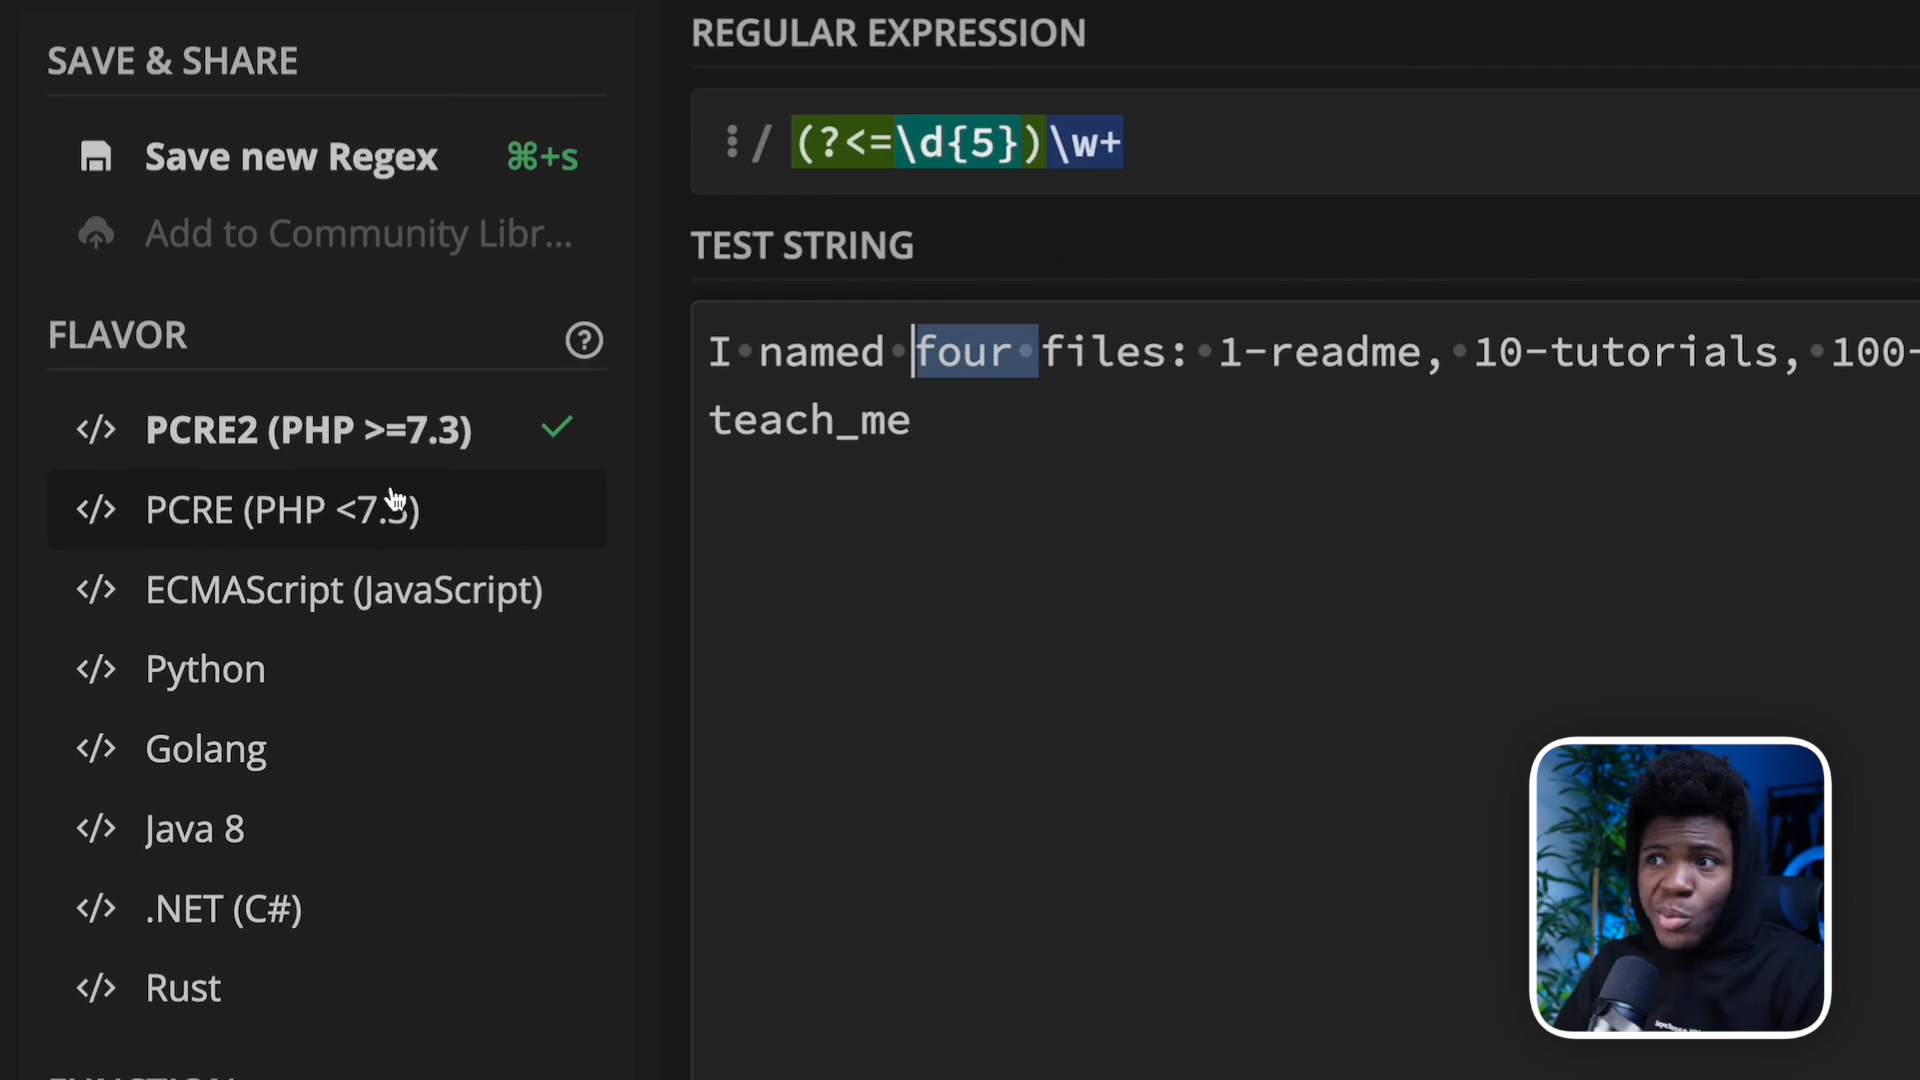 SAVE & SHARE
Save new Regex ⌘+s
Add to Community Libr...
FLAVOR
</> PCRE2 (PHP >=7.3)
</> PCRE (PHP <7.3)
</> ECMAScript (JavaScript)
</> Python
</> Golang
</> Java 8
</> .NET (C#)
</> Rust
REGULAR EXPRESSION
/ (?<=\d{5})\w+
TEST STRING
I named four files: 1-readme, 10-tutorials, 100-
teach_me